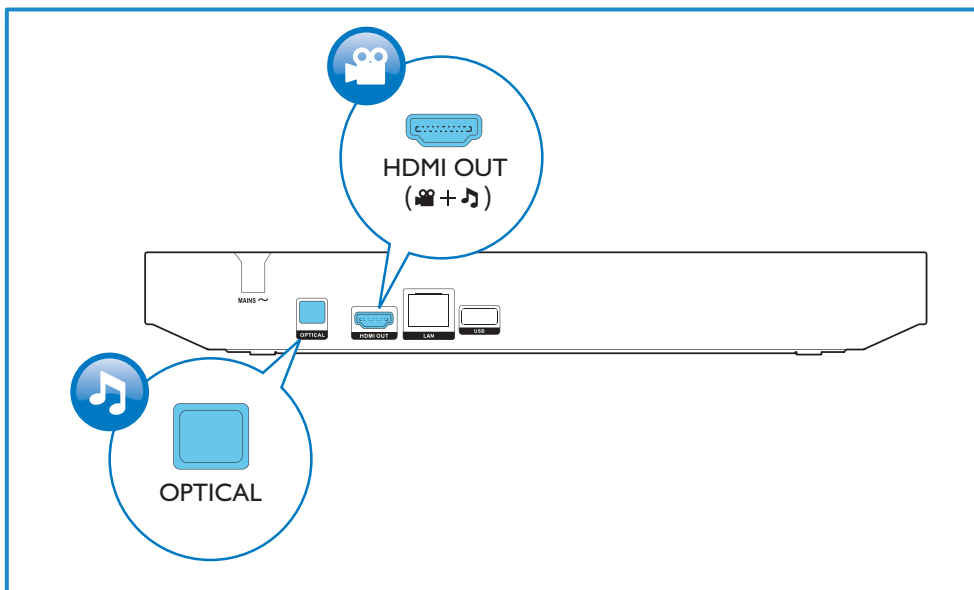 HDMI OUT
( + )
MAINS ~
OPTICAL
HDMI OUT
LAN
USB
OPTICAL